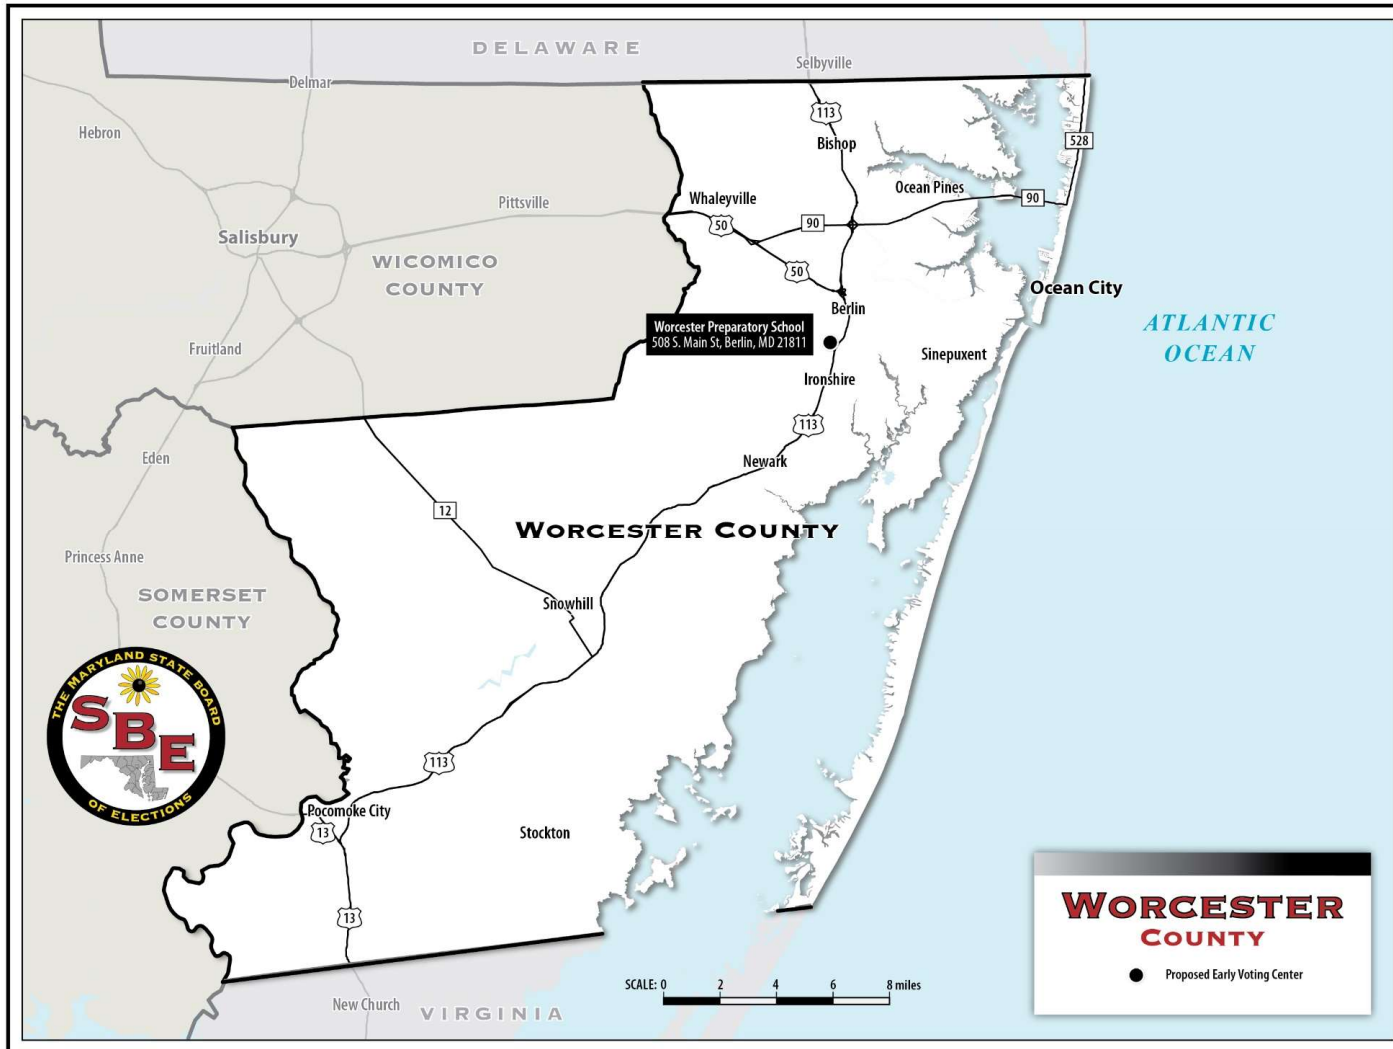 DELAWARE
Selbyville
Delmar
113
Hebron
528
Bishop
Ocean Pines
Pittsville
Whaleyville
90
50
90
Salisbury
WICOMICO
COUNTY
50
Ocean City
Berlin
Worcester Preparatory School
508 S. Main St, Berlin, MD 21811
ATLANTIC
OCEAN
Fruitland
Sinepuxent
Ironshire
113
Eden
Newark
12
WORCESTER COUNTY
Princess Anne
SOMERSET
COUNTY
Snowhill
THE MARYLAND STATE BOARD
SBE
OF ELECTIONS
113
Pocomoke City
13
Stockton
13
WORCESTER
COUNTY
Proposed Early Voting Center
SCALE: 0 2 4 6 8 miles
New Church
VIRGINIA